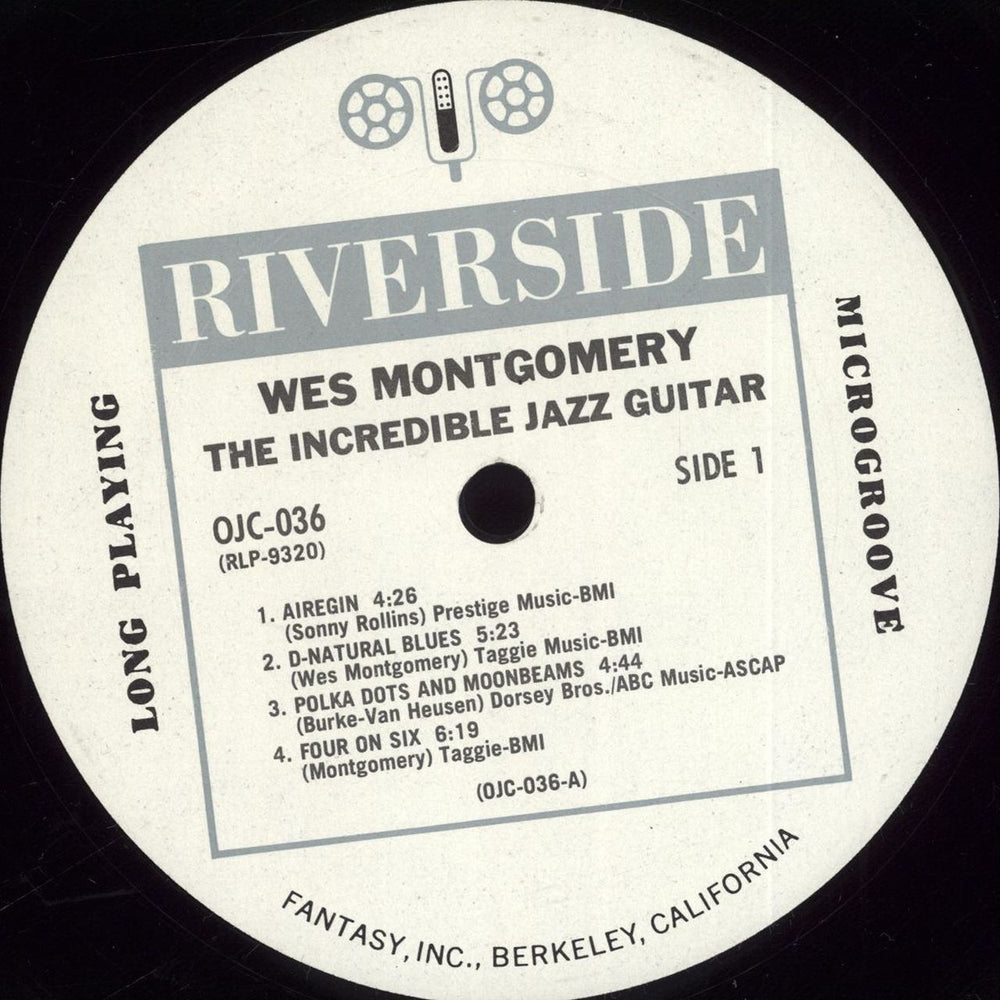 RIVERSIDE
WES MONTGOMERY
THE INCREDIBLE JAZZ GUITAR
SIDE 1
OJC-036
(RLP-9320)
1. AIREGIN 4:26
(Sonny Rollins) Prestige Music-BMI
2. D-NATURAL BLUES 5:23
(Wes Montgomery) Taggie Music-BMI
3. POLKA DOTS AND MOONBEAMS 4:44
(Burke-Van Heusen) Dorsey Bros./ABC Music-ASCAP
4. FOUR ON SIX 6:19
(Montgomery) Taggie-BMI
(OJC-036-A)
LONG PLAYING
MICROGROOVE
FANTASY, INC., BERKELEY, CALIFORNIA